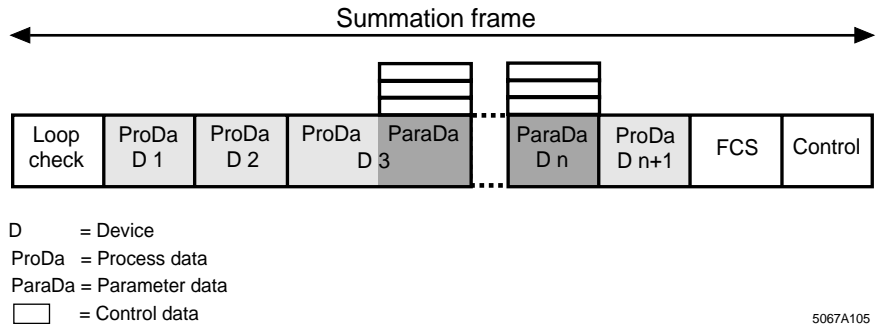 Summation frame
Loop check
ProDa D 1
ProDa D 2
ProDa ParaDa D 3
ParaDa D n
ProDa D n+1
FCS
Control
D = Device
ProDa = Process data
ParaDa = Parameter data
= Control data
5067A105